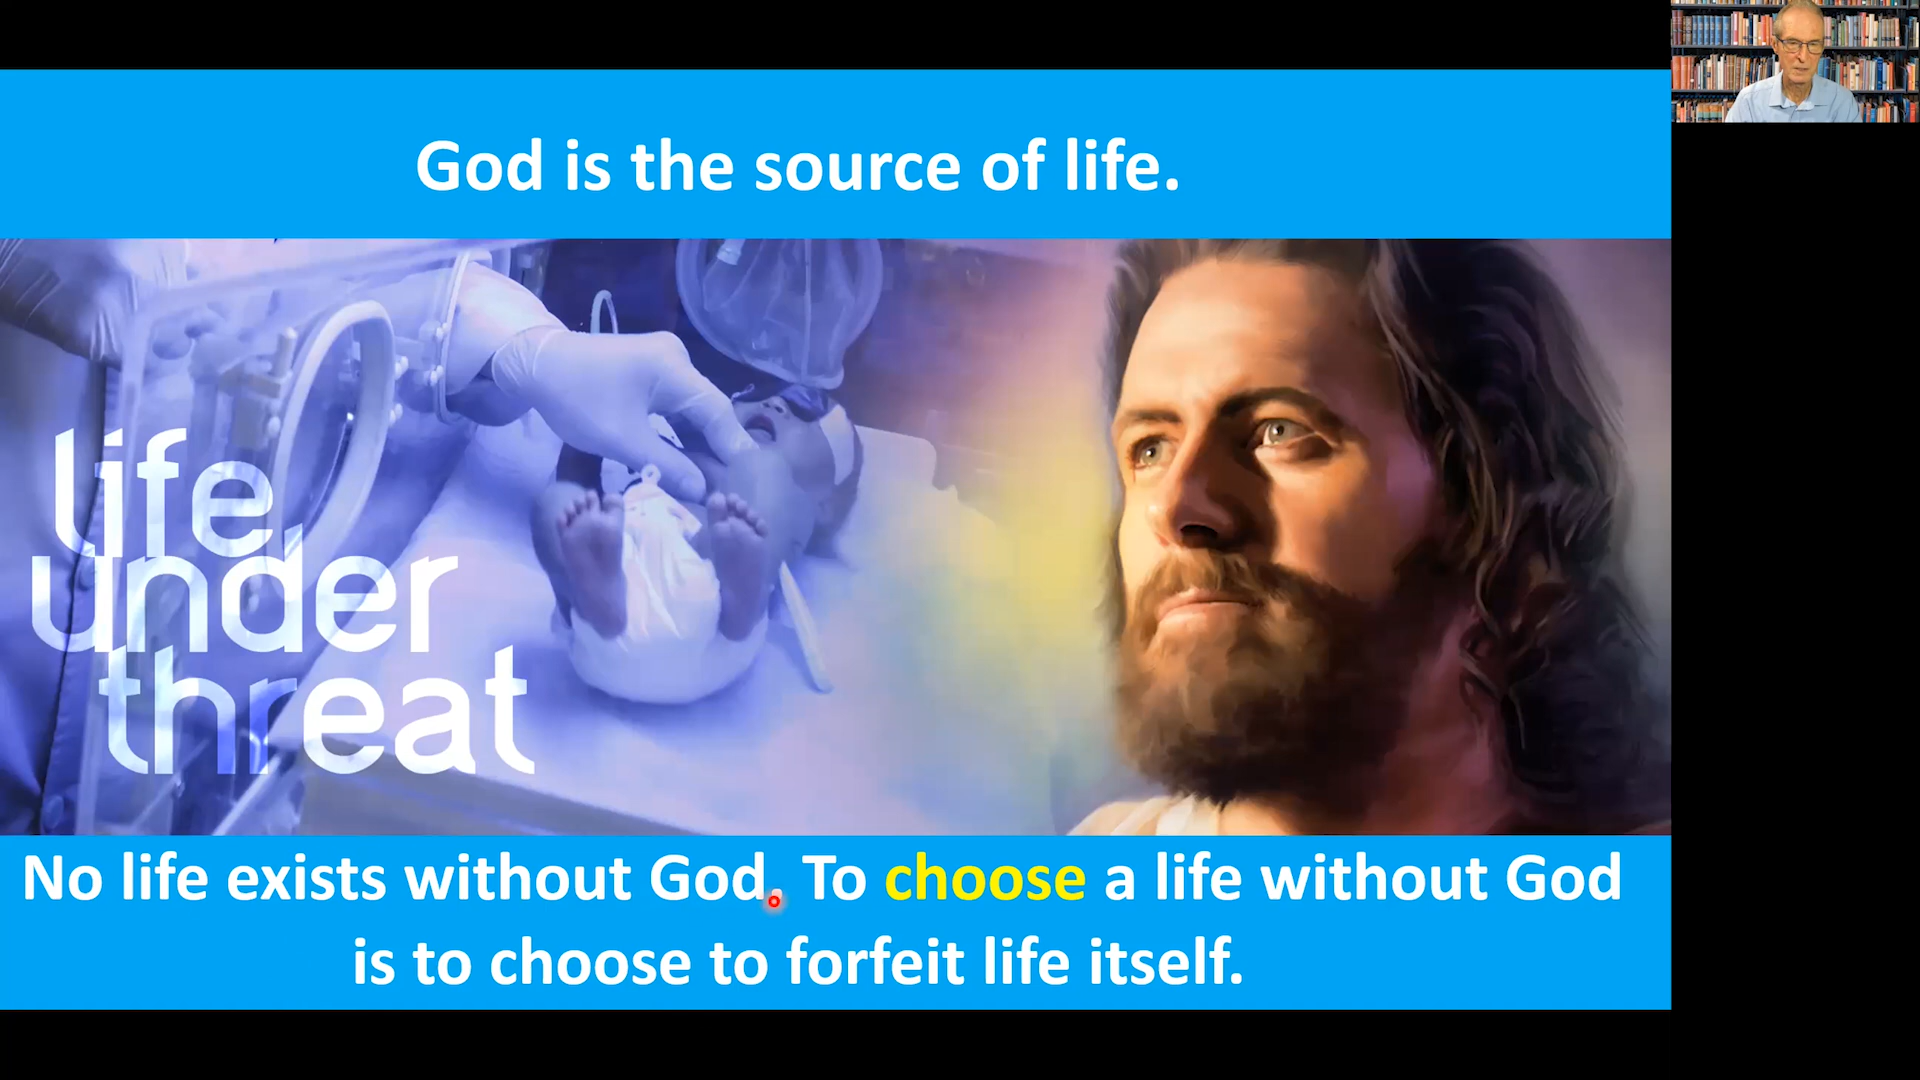 God is the source of life.
life
under
threat
No life exists without God. To choose a life without God
is to choose to forfeit life itself.